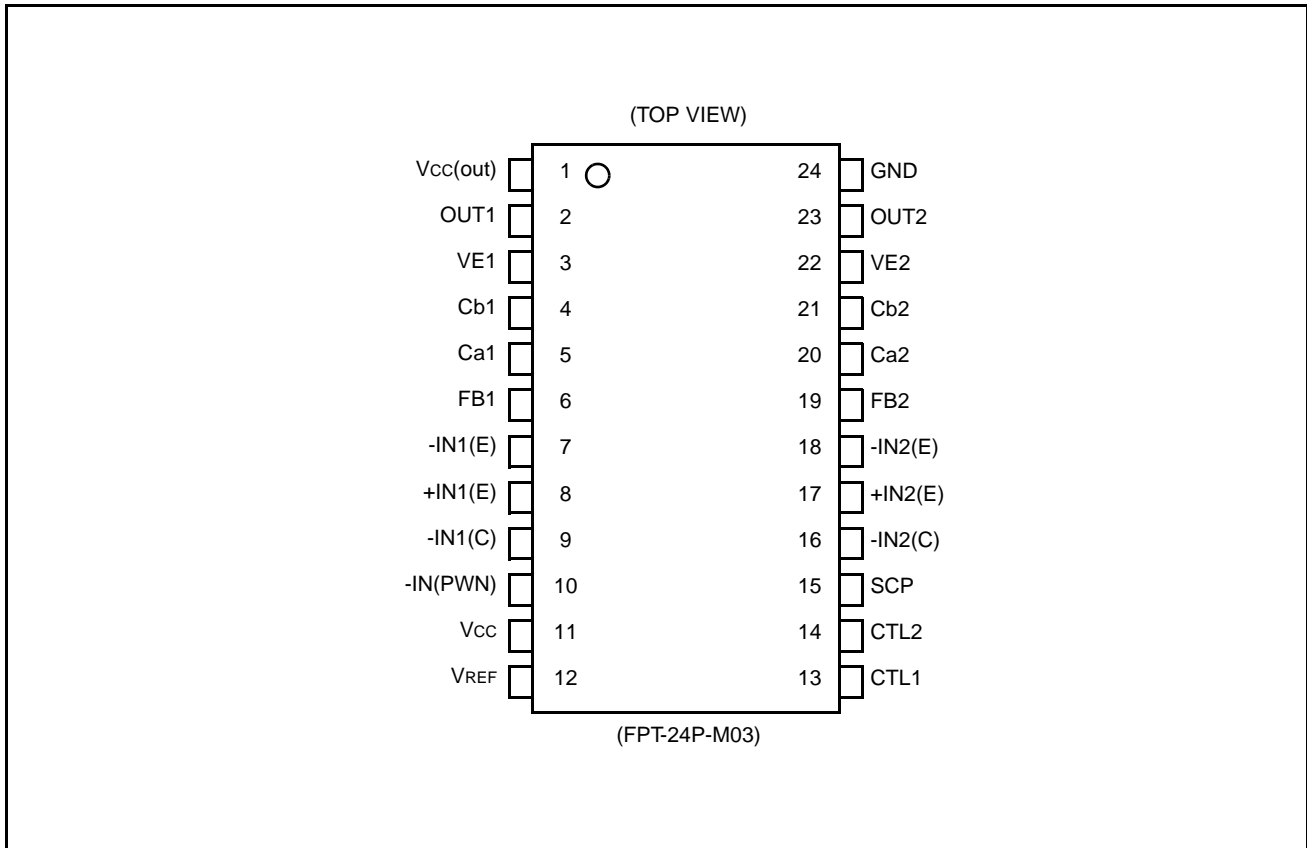 (TOP VIEW)
Vcc(out) 1 24 GND
OUT1 2 23 OUT2
VE1 3 22 VE2
Cb1 4 21 Cb2
Ca1 5 20 Ca2
FB1 6 19 FB2
-IN1(E) 7 18 -IN2(E)
+IN1(E) 8 17 +IN2(E)
-IN1(C) 9 16 -IN2(C)
-IN(PWN) 10 15 SCP
Vcc 11 14 CTL2
VREF 12 13 CTL1
(FPT-24P-M03)